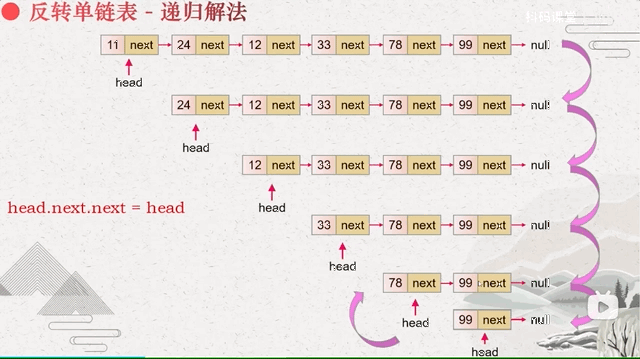 反转单链表 - 递归解法
11 next 24 next 12 next 33 next 78 next 99 next null
head
24 next 12 next 33 next 78 next 99 next null
head
12 next 33 next 78 next 99 next null
head.next.next = head
head
33 next 78 next 99 next null
head
78 next 99 next null
head
99 next null
head